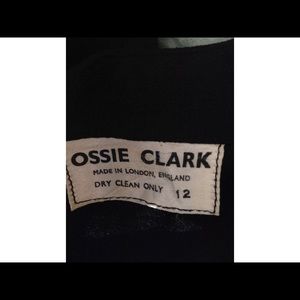 OSSIE CLARK
MADE IN LONDON, ENGLAND
DRY CLEAN ONLY 12